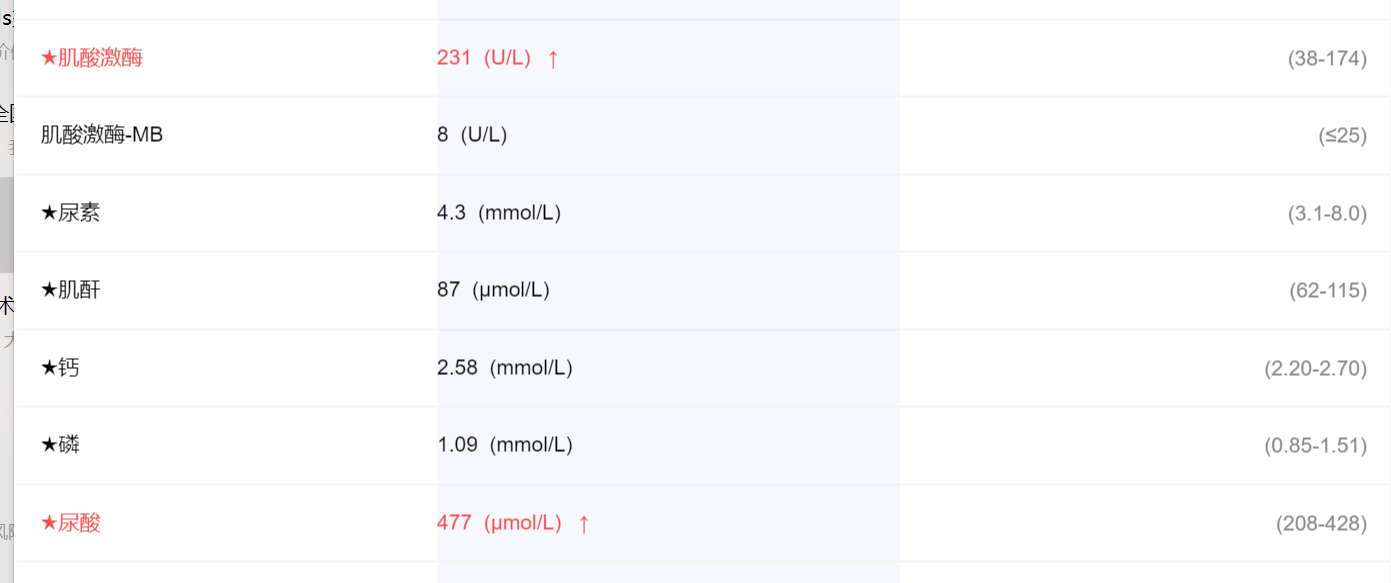 ★肌酸激酶 231 (U/L) ↑ (38-174)
肌酸激酶-MB 8 (U/L) (≤25)
★尿素 4.3 (mmol/L) (3.1-8.0)
★肌酐 87 (μmol/L) (62-115)
★钙 2.58 (mmol/L) (2.20-2.70)
★磷 1.09 (mmol/L) (0.85-1.51)
★尿酸 477 (μmol/L) ↑ (208-428)